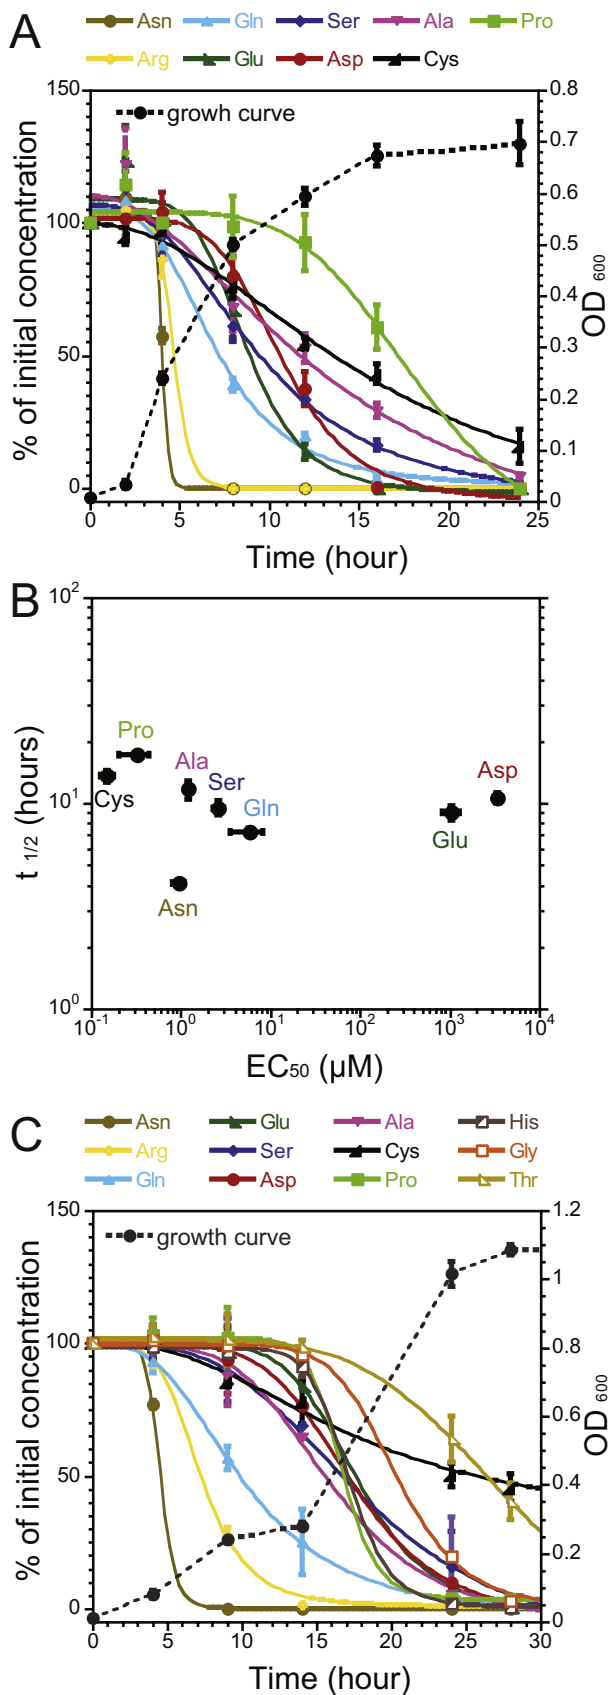 A
Asn Gln Ser Ala Pro
Arg Glu Asp Cys
150 0.8
growh curve
0.7
0.6
100
0.5
0.4
50
0.3
0.2
0.1
0 0
0 5 10 15 20 25
% of initial concentration
OD 600
Time (hour)
B
10²
Pro
Ala
Asp
Ser
Cys
Gln
10¹
Glu
Asn
10⁰
10⁻¹ 10⁰ 10¹ 10² 10³ 10⁴
t 1/2 (hours)
EC50 (µM)
C
Asn Glu Ala His
Arg Ser Cys Gly
Gln Asp Pro Thr
150 1.2
growth curve
1
100
0.8
0.6
50
0.4
0.2
0 0
0 5 10 15 20 25 30
% of initial concentration
OD 600
Time (hour)